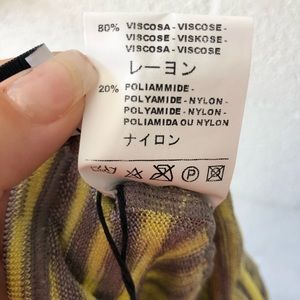 80% VISCOSA - VISCOSE -
VISCOSE - VISKOSE -
VISCOSA - VISCOSE
レーヨン
20% POLIAMMIDE -
POLYAMIDE - NYLON -
POLYAMID - NYLON -
POLIAMIDA OU NYLON
ナイロン
P